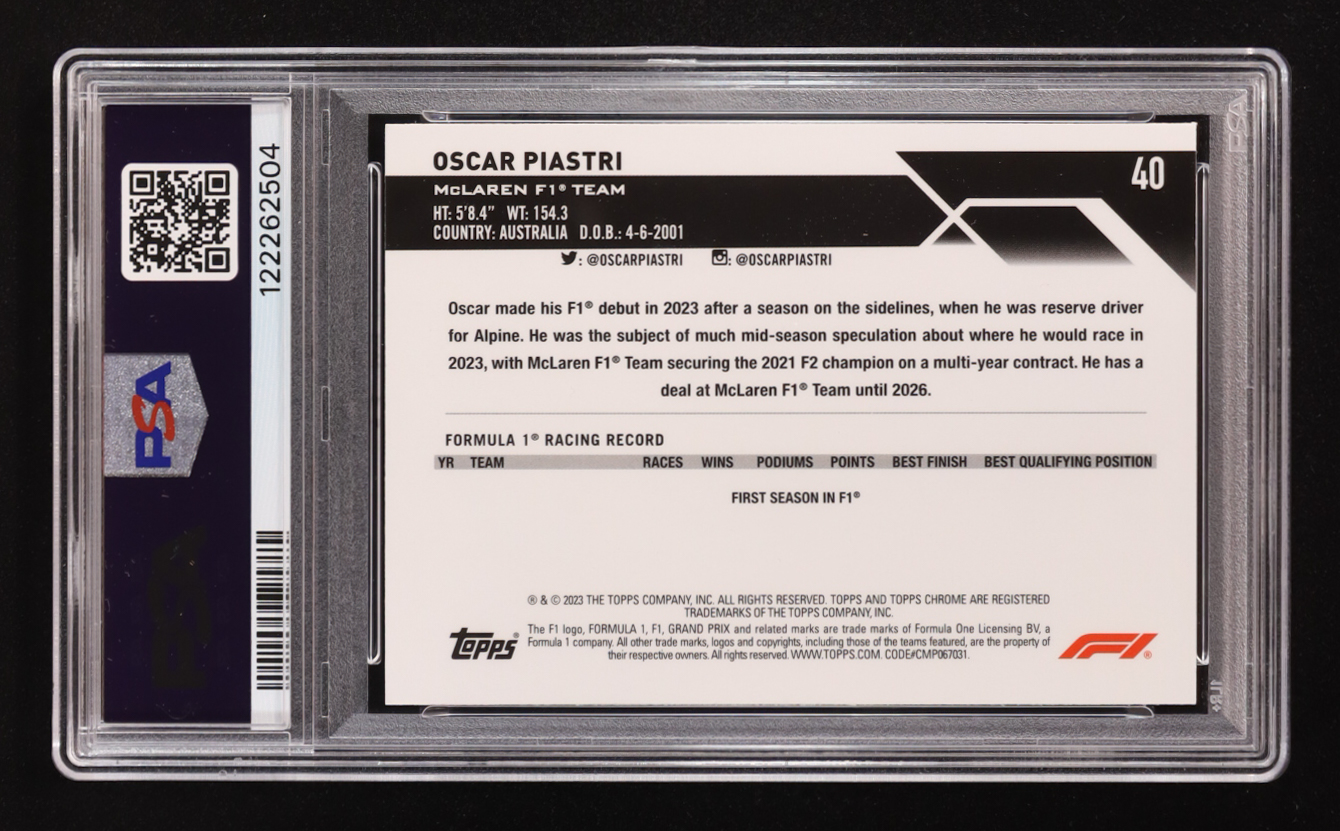 OSCAR PIASTRI
McLAREN F1® TEAM
HT: 5'8.4" WT: 154.3
COUNTRY: AUSTRALIA D.O.B.: 4-6-2001
: @OSCARPIASTRI : @OSCARPIASTRI
40
Oscar made his F1® debut in 2023 after a season on the sidelines, when he was reserve driver
for Alpine. He was the subject of much mid-season speculation about where he would race in
2023, with McLaren F1® Team securing the 2021 F2 champion on a multi-year contract. He has a
deal at McLaren F1® Team until 2026.
FORMULA 1® RACING RECORD
YR TEAM RACES WINS PODIUMS POINTS BEST FINISH BEST QUALIFYING POSITION
FIRST SEASON IN F1®
® & © 2023 THE TOPPS COMPANY, INC. ALL RIGHTS RESERVED. TOPPS AND TOPPS CHROME ARE REGISTERED
TRADEMARKS OF THE TOPPS COMPANY, INC.
The F1 logo, FORMULA 1, F1, GRAND PRIX and related marks are trade marks of Formula One Licensing BV, a
Formula 1 company. All other trade marks, logos and copyrights, including those of the teams featured, are the property of
their respective owners. All rights reserved. WWW.TOPPS.COM. CODE#CMP067031.
topps®
F1®
12262504
PSA
PSA
PSA